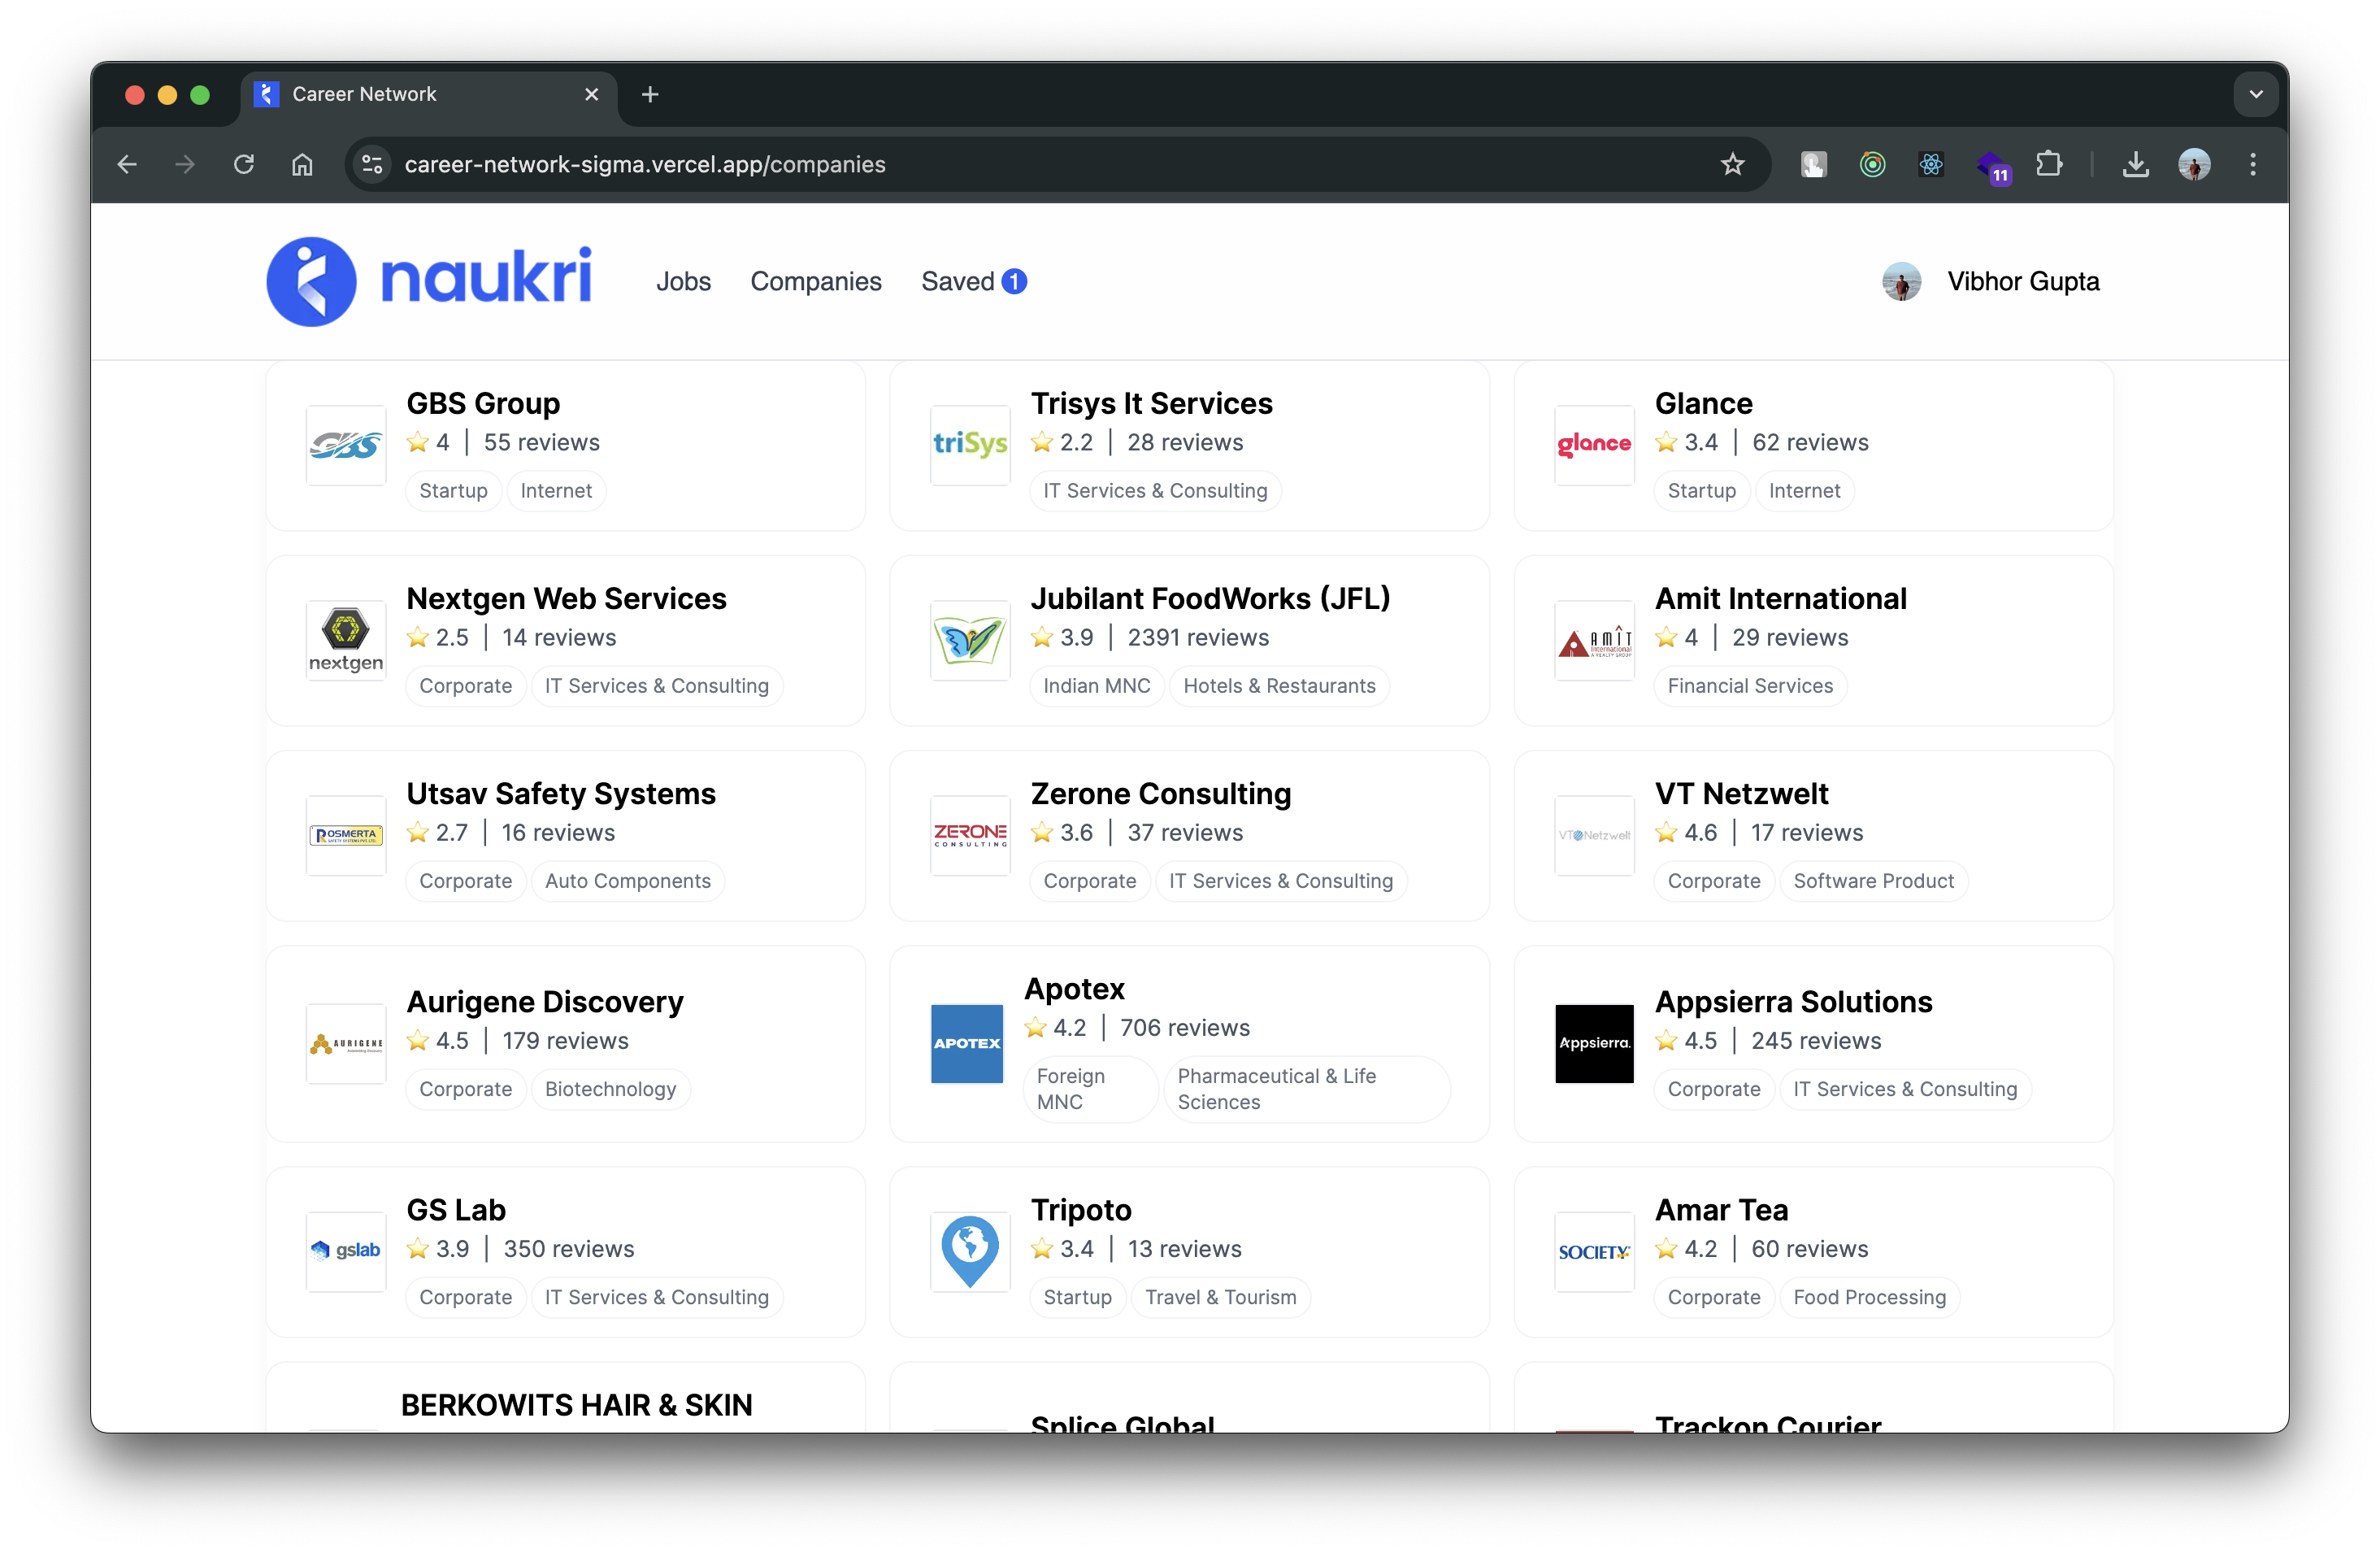 Career Network
career-network-sigma.vercel.app/companies
11
naukri
Jobs
Companies
Saved 1
Vibhor Gupta
GBS
GBS Group
4 | 55 reviews
Startup
Internet
triSys
Trisys It Services
2.2 | 28 reviews
IT Services & Consulting
glance
Glance
3.4 | 62 reviews
Startup
Internet
nextgen
Nextgen Web Services
2.5 | 14 reviews
Corporate
IT Services & Consulting
Jubilant FoodWorks (JFL)
3.9 | 2391 reviews
Indian MNC
Hotels & Restaurants
AMIT
International
A REALTY GROUP
Amit International
4 | 29 reviews
Financial Services
ROSMERTA
Utsav Safety Systems
2.7 | 16 reviews
Corporate
Auto Components
ZERONE
CONSULTING
Zerone Consulting
3.6 | 37 reviews
Corporate
IT Services & Consulting
VT Netzwelt
VT Netzwelt
4.6 | 17 reviews
Corporate
Software Product
AURIGENE
Aurigene Discovery
4.5 | 179 reviews
Corporate
Biotechnology
APOTEX
Apotex
4.2 | 706 reviews
Foreign
MNC
Pharmaceutical & Life
Sciences
Appsierra.
Appsierra Solutions
4.5 | 245 reviews
Corporate
IT Services & Consulting
gslab
GS Lab
3.9 | 350 reviews
Corporate
IT Services & Consulting
Tripoto
3.4 | 13 reviews
Startup
Travel & Tourism
SOCIETY
Amar Tea
4.2 | 60 reviews
Corporate
Food Processing
BERKOWITS HAIR & SKIN
Splice Global
Trackon Courier